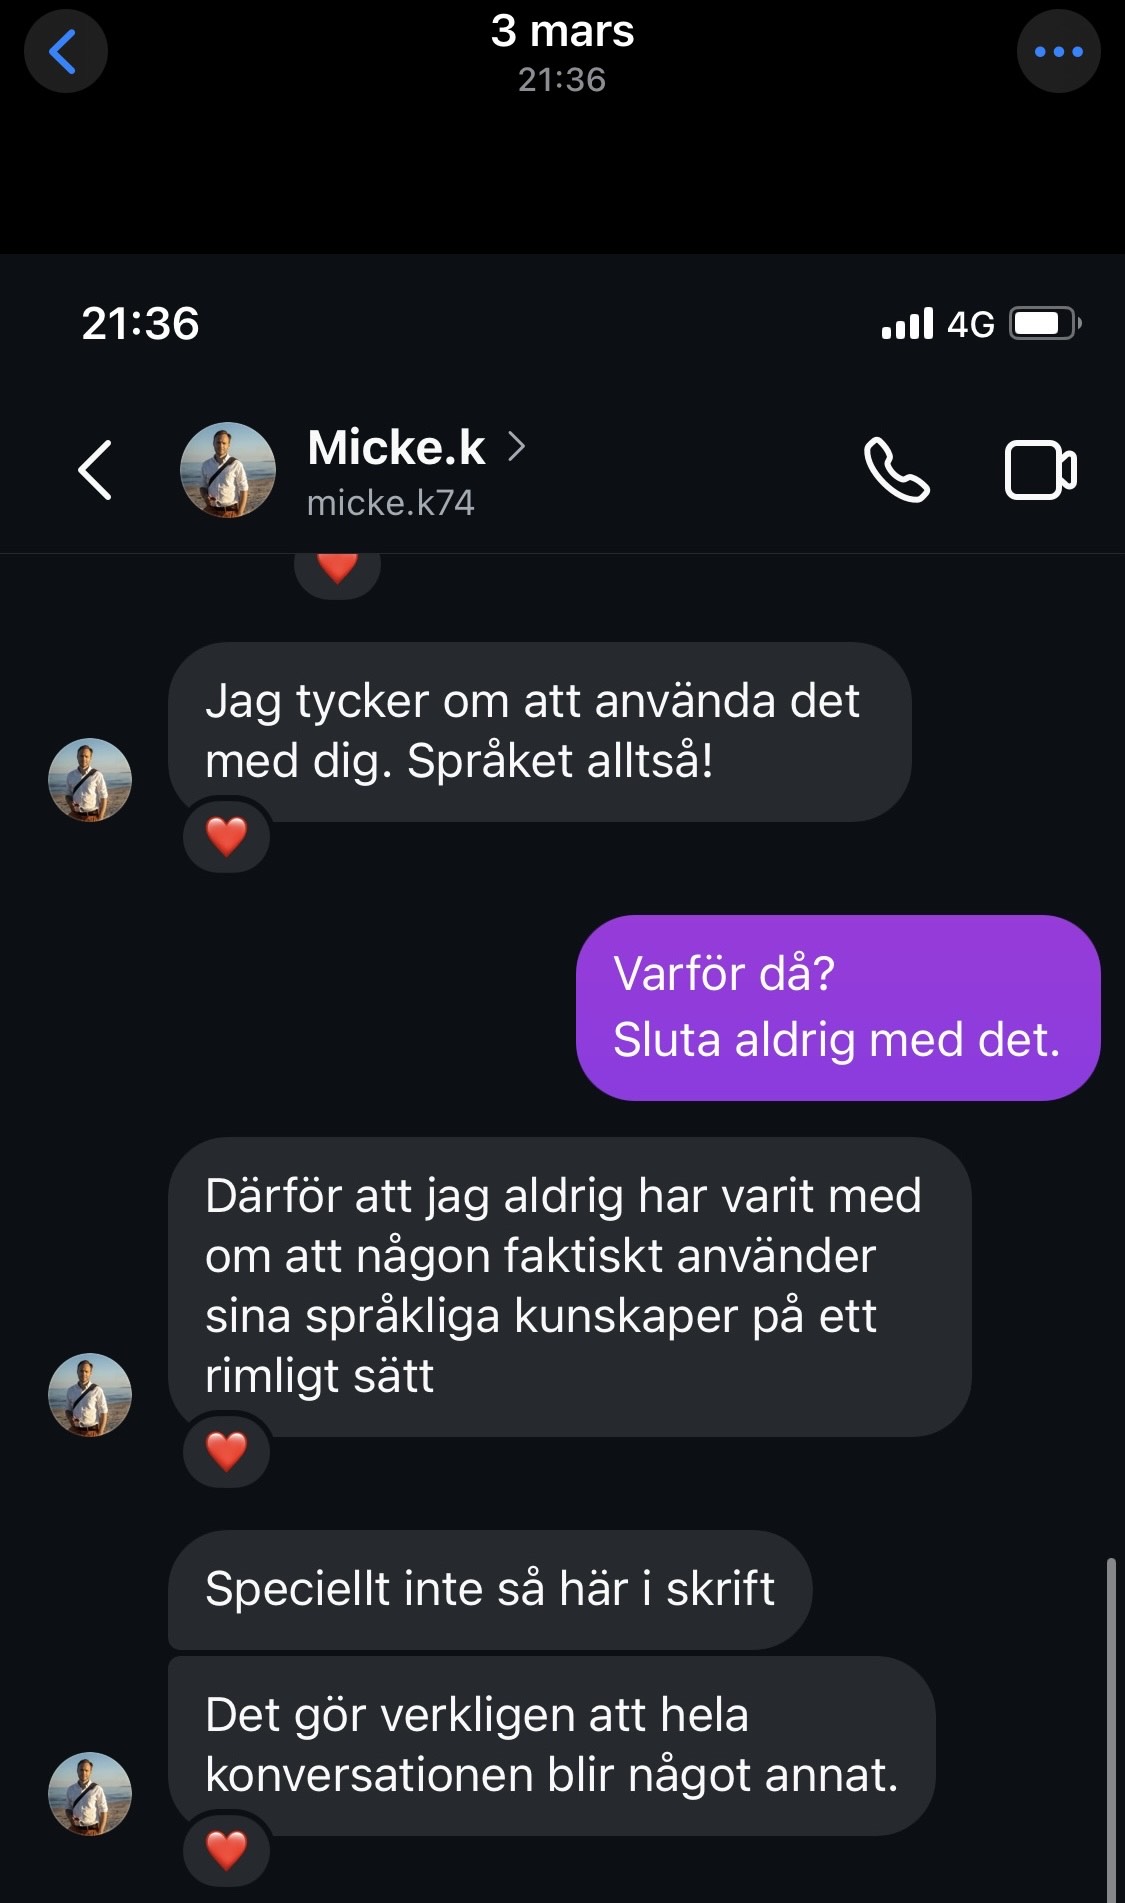 3 mars
21:36
21:36
4G
Micke.k
micke.k74
Jag tycker om att använda det
med dig. Språket alltså!
Varför då?
Sluta aldrig med det.
Därför att jag aldrig har varit med
om att någon faktiskt använder
sina språkliga kunskaper på ett
rimligt sätt
Speciellt inte så här i skrift
Det gör verkligen att hela
konversationen blir något annat.